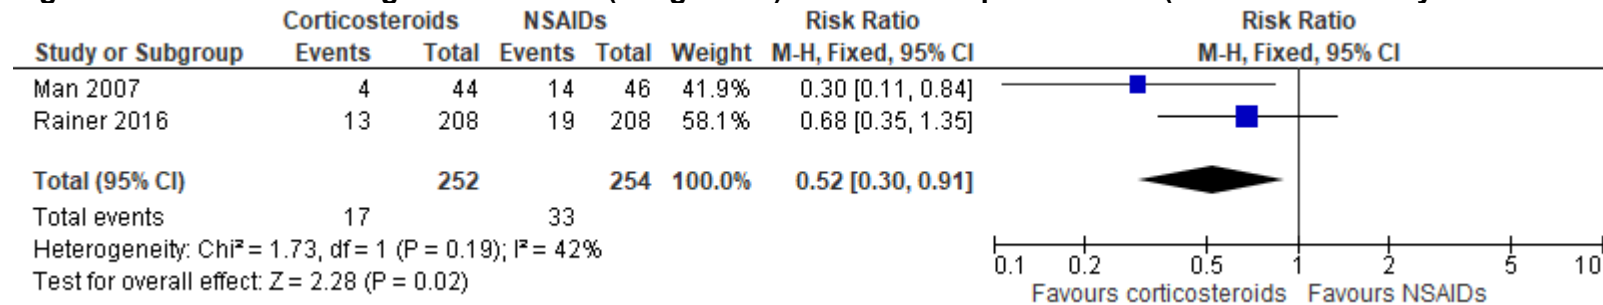 Corticosteroids NSAIDs Risk Ratio Risk Ratio
Study or Subgroup Events Total Events Total Weight M-H, Fixed, 95% CI M-H, Fixed, 95% CI
Man 2007 4 44 14 46 41.9% 0.30 [0.11, 0.84]
Rainer 2016 13 208 19 208 58.1% 0.68 [0.35, 1.35]
Total (95% CI) 252 254 100.0% 0.52 [0.30, 0.91]
Total events 17 33
Heterogeneity: Chi² = 1.73, df = 1 (P = 0.19); I² = 42%
Test for overall effect: Z = 2.28 (P = 0.02)
0.1 0.2 0.5 1 2 5 10
Favours corticosteroids Favours NSAIDs